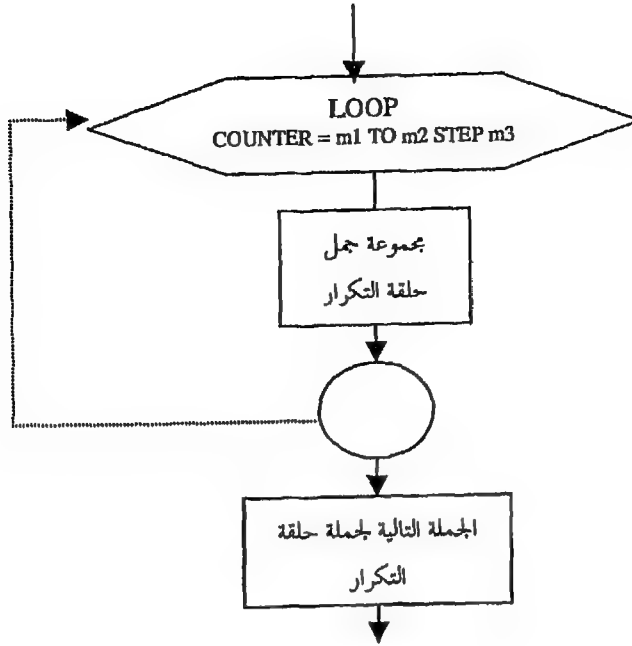 LOOP
COUNTER = m1 TO m2 STEP m3
مجموعة جمل
حلقة التكرار
الجملة التالية لجملة حلقة
التكرار